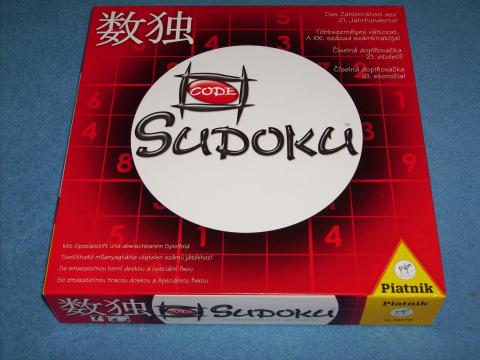 数独
Das Zahlenrätsel des
21. Jahrhunderts!
Többszemélyes változat.
A XXI. század számkirakója!
Číselná doplňovačka
21. století!
Číselná doplňovačka
21. storočia!
CODE
SUDOKU
Mit Spezialstift und abwischbarem Spielfeld
Tisztítható műanyagtábla végtelen számú játékhoz!
Se smazatelnou herní deskou a speciální fixou
So zmazateľnou hracou doskou a špeciálnou fixkou
Piatnik
数独
CODE
SUDOKU
Piatnik